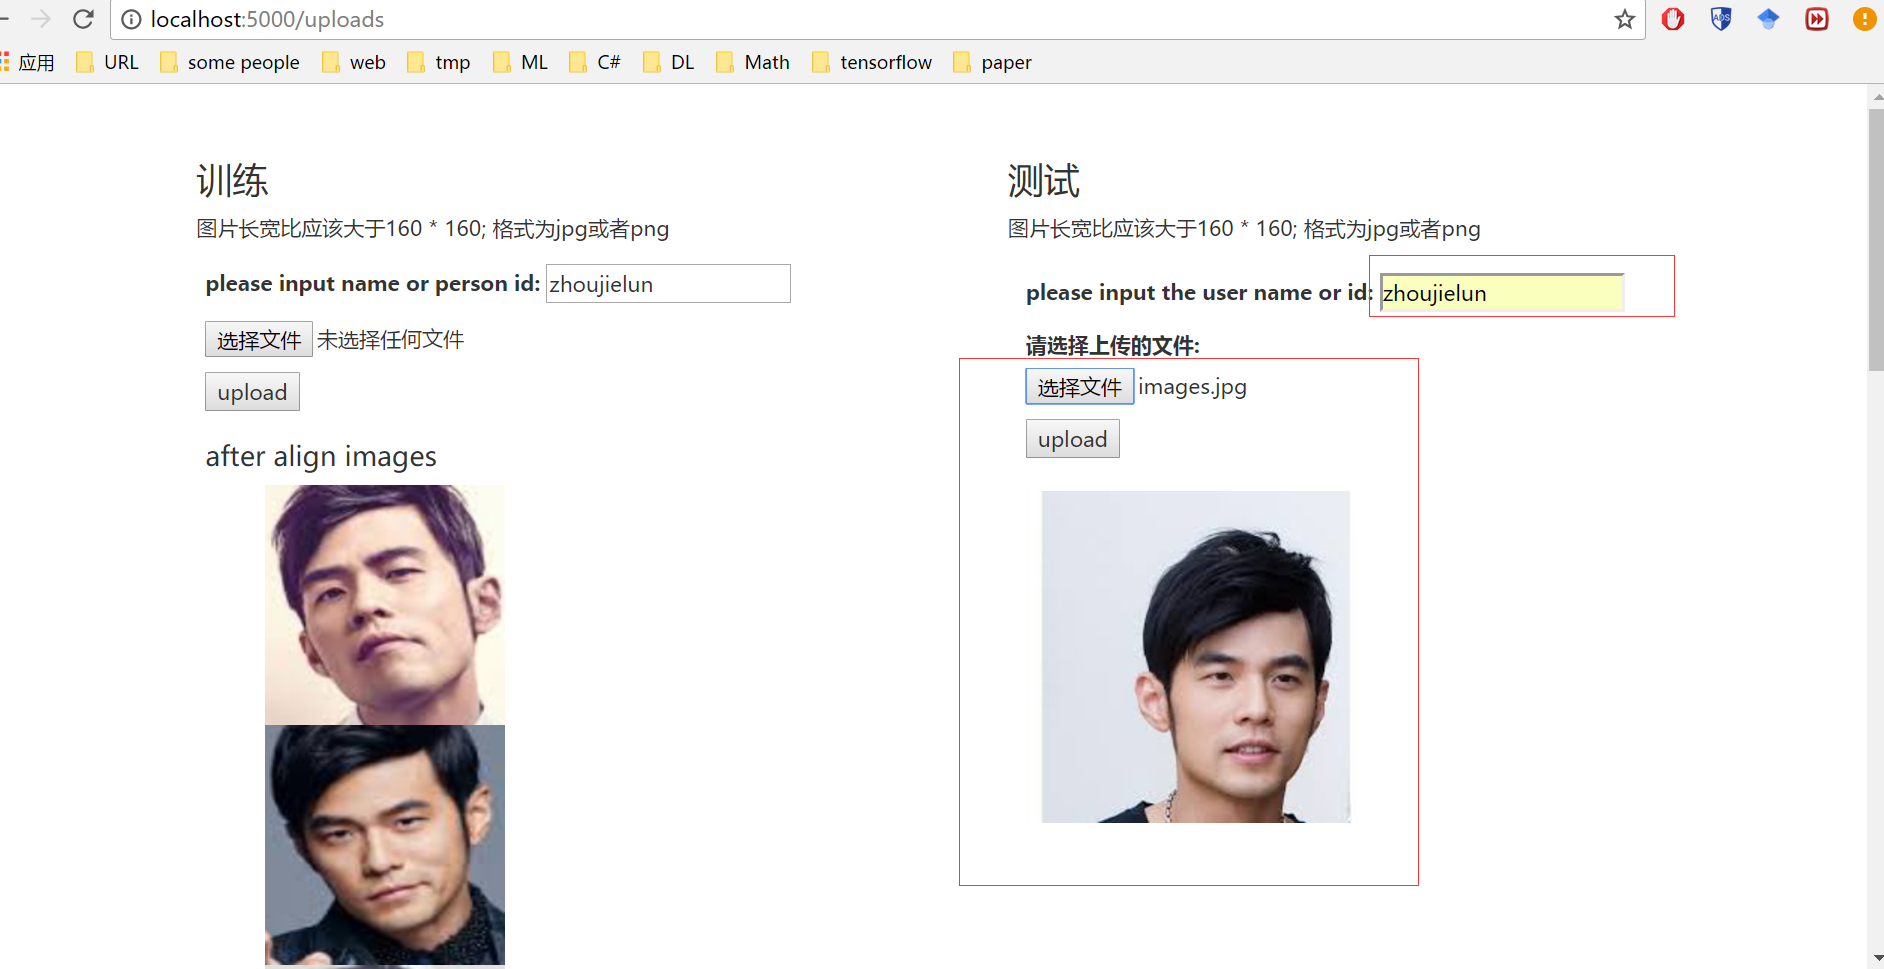 localhost:5000/uploads
ADS
应用 URL some people web tmp ML C# DL Math tensorflow paper
训练
图片长宽比应该大于160 * 160; 格式为jpg或者png
please input name or person id: zhoujielun
选择文件 未选择任何文件
upload
after align images
测试
图片长宽比应该大于160 * 160; 格式为jpg或者png
please input the user name or id: zhoujielun
请选择上传的文件:
选择文件 images.jpg
upload